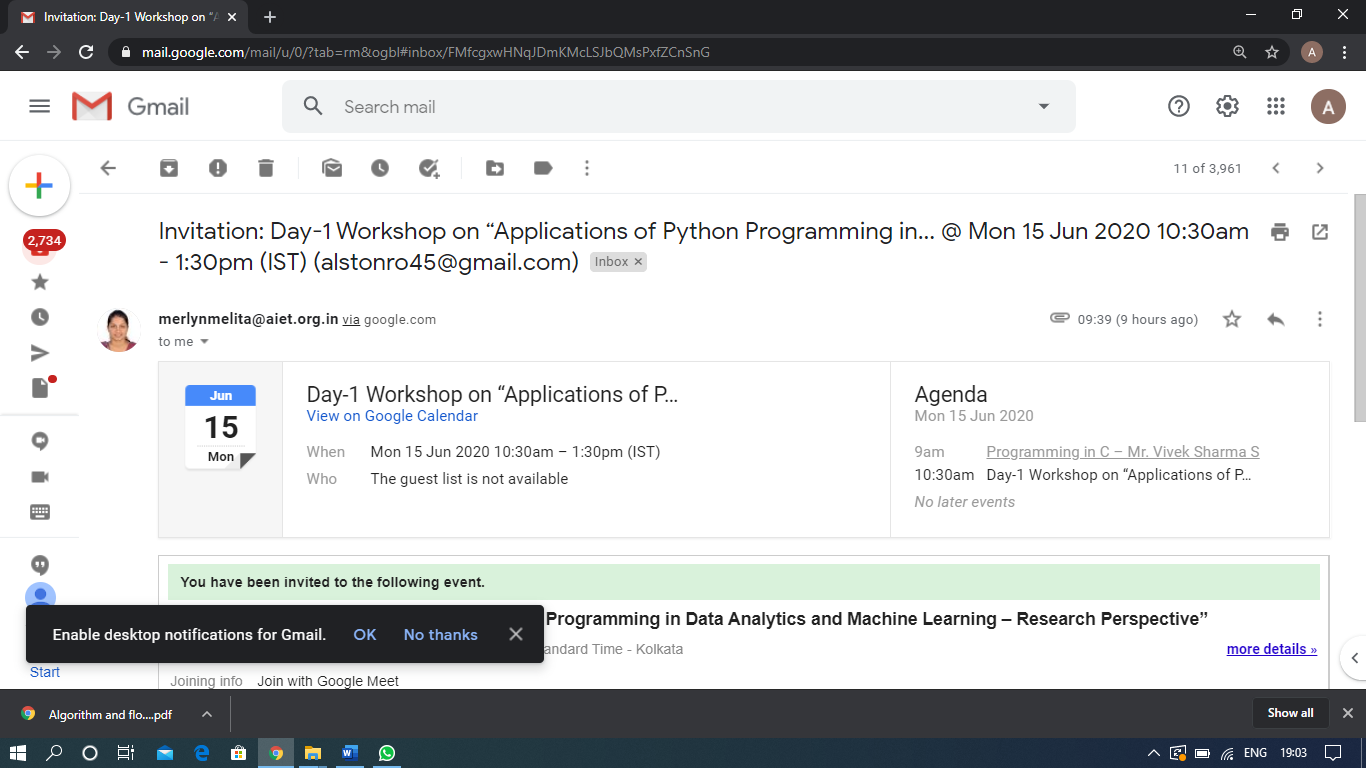 Invitation: Day-1 Workshop on “A
mail.google.com/mail/u/0/?tab=rm&ogbl#inbox/FMfcgxwHNqJDmKMcLSJbQMsPxfZCnSnG
A
Gmail
Search mail
A
11 of 3,961
2,734
Invitation: Day-1 Workshop on “Applications of Python Programming in... @ Mon 15 Jun 2020 10:30am
- 1:30pm (IST) (alstonro45@gmail.com) Inbox ×
merlynmelita@aiet.org.in via google.com
09:39 (9 hours ago)
to me
Jun
15
Mon
Day-1 Workshop on “Applications of P...
View on Google Calendar
When Mon 15 Jun 2020 10:30am – 1:30pm (IST)
Who The guest list is not available
Agenda
Mon 15 Jun 2020
9am Programming in C – Mr. Vivek Sharma S
10:30am Day-1 Workshop on “Applications of P...
No later events
You have been invited to the following event.
Programming in Data Analytics and Machine Learning – Research Perspective”
andard Time - Kolkata
more details »
Joining info Join with Google Meet
Enable desktop notifications for Gmail. OK No thanks
Start
Algorithm and flo....pdf
Show all
ENG 19:03